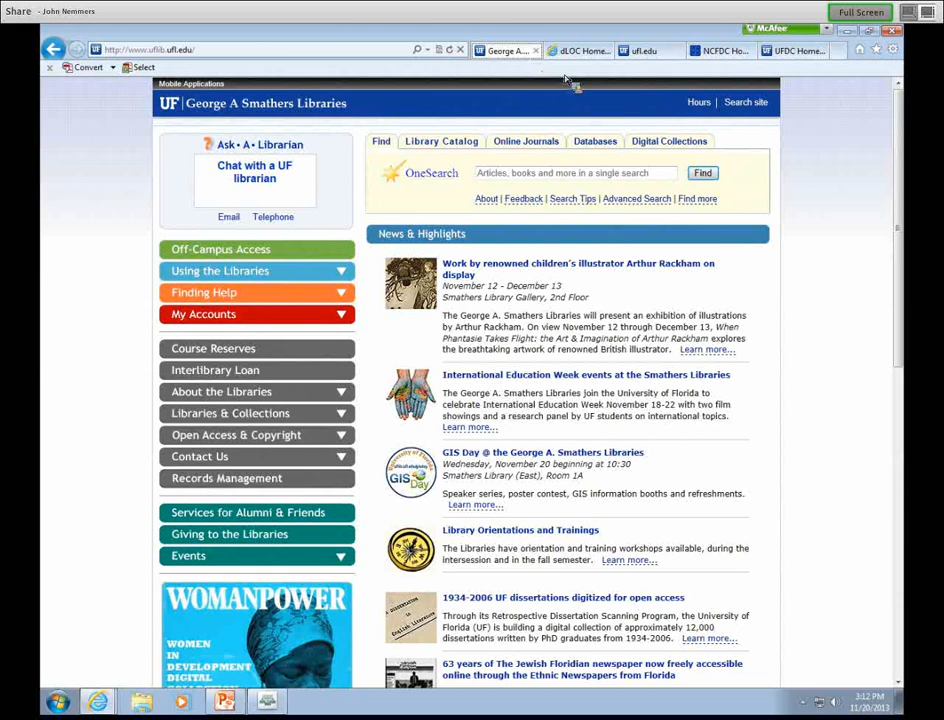 Share - John Nemmers
Full Screen
McAfee
http://www.uflib.ufl.edu/
George A....
dLOC Home...
ufl.edu
NCFDC Ho...
UFDC Home...
Convert
Select
Mobile Applications
UF George A Smathers Libraries
Hours | Search site
Ask • A • Librarian
Chat with a UF
librarian
Email Telephone
Find Library Catalog Online Journals Databases Digital Collections
OneSearch
Articles, books and more in a single search
Find
About | Feedback | Search Tips | Advanced Search | Find more
Off-Campus Access
Using the Libraries
Finding Help
My Accounts
Course Reserves
Interlibrary Loan
About the Libraries
Libraries & Collections
Open Access & Copyright
Contact Us
Records Management
Services for Alumni & Friends
Giving to the Libraries
Events
WOMANPOWER
WOMEN
IN
DEVELOPMENT
DIGITAL
News & Highlights
Work by renowned children's illustrator Arthur Rackham on
display
November 12 - December 13
Smathers Library Gallery, 2nd Floor
The George A. Smathers Libraries will present an exhibition of illustrations
by Arthur Rackham. On view November 12 through December 13, When
Phantasie Takes Flight: the Art & Imagination of Arthur Rackham explores
the breathtaking artwork of renowned British illustrator. Learn more...
International Education Week events at the Smathers Libraries
The George A. Smathers Libraries join the University of Florida to
celebrate International Education Week November 18-22 with two film
showings and a research panel by UF students on international topics.
Learn more...
GIS Day @ the George A. Smathers Libraries
Wednesday, November 20 beginning at 10:30
Smathers Library (East), Room 1A
Speaker series, poster contest, GIS information booths and refreshments.
Learn more...
University of Florida
GIS
Day
Library Orientations and Trainings
The Libraries have orientation and training workshops available, during the
intersession and in the fall semester. Learn more...
1934-2006 UF dissertations digitized for open access
Through its Retrospective Dissertation Scanning Program, the University of
Florida (UF) is building a digital collection of approximately 12,000
dissertations written by PhD graduates from 1934-2006. Learn more...
63 years of The Jewish Floridian newspaper now freely accessible
online through the Ethnic Newspapers from Florida
3:12 PM
11/20/2013